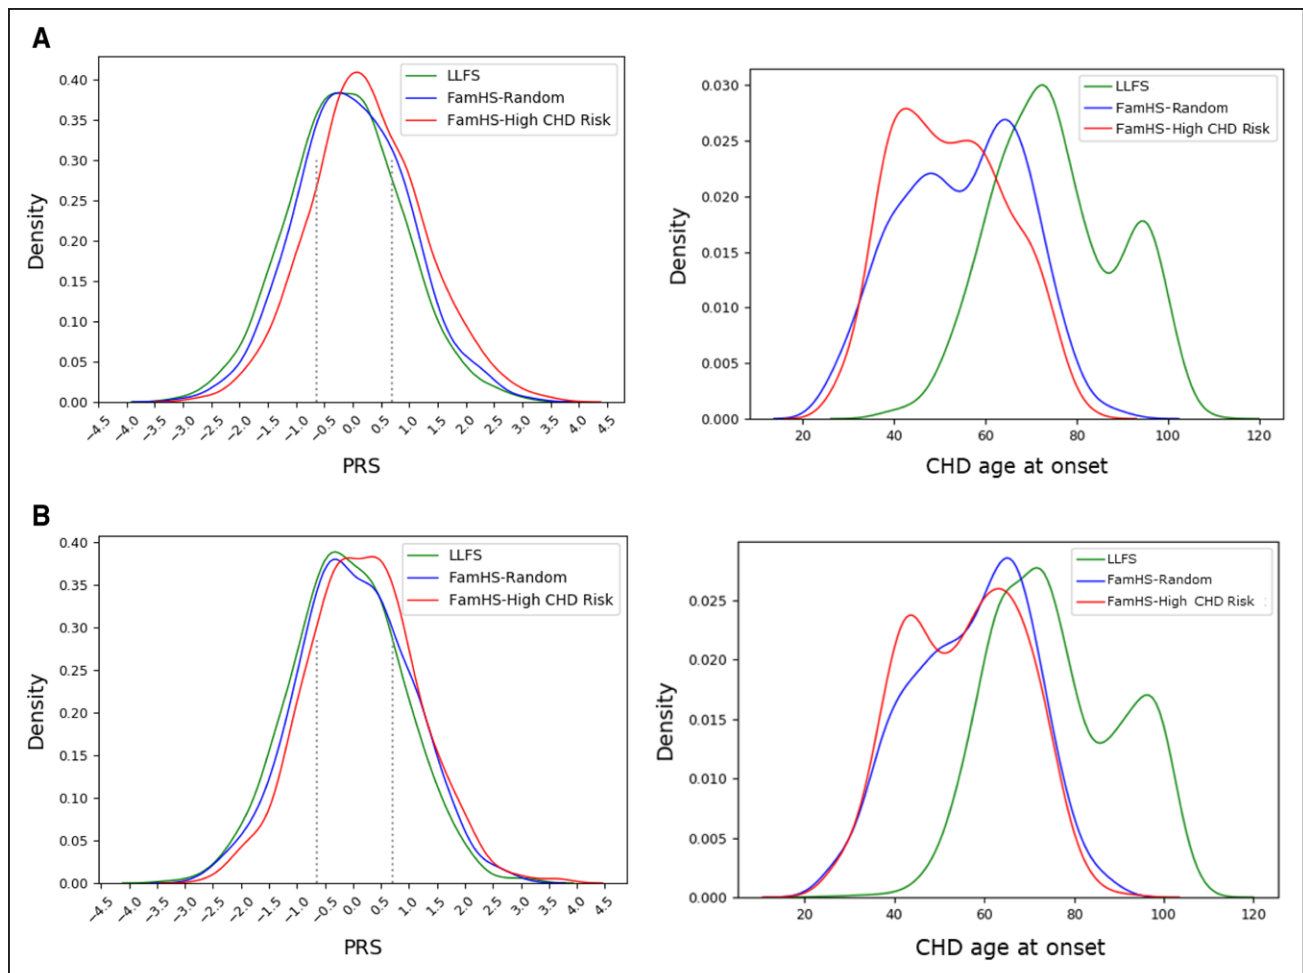 A
LLFS
FamHS-Random
FamHS-High CHD Risk
0.40
0.35
0.30
0.25
0.20
0.15
0.10
0.05
0.00
Density
−4.5 −4.0 −3.5 −3.0 −2.5 −2.0 −1.5 −1.0 −0.5 0.0 0.5 1.0 1.5 2.0 2.5 3.0 3.5 4.0 4.5
PRS
LLFS
FamHS-Random
FamHS-High CHD Risk
0.030
0.025
0.020
0.015
0.010
0.005
0.000
Density
20 40 60 80 100 120
CHD age at onset
B
LLFS
FamHS-Random
FamHS-High CHD Risk
0.40
0.35
0.30
0.25
0.20
0.15
0.10
0.05
0.00
Density
−4.5 −4.0 −3.5 −3.0 −2.5 −2.0 −1.5 −1.0 −0.5 0.0 0.5 1.0 1.5 2.0 2.5 3.0 3.5 4.0 4.5
PRS
LLFS
FamHS-Random
FamHS-High CHD Risk
0.025
0.020
0.015
0.010
0.005
0.000
Density
20 40 60 80 100 120
CHD age at onset